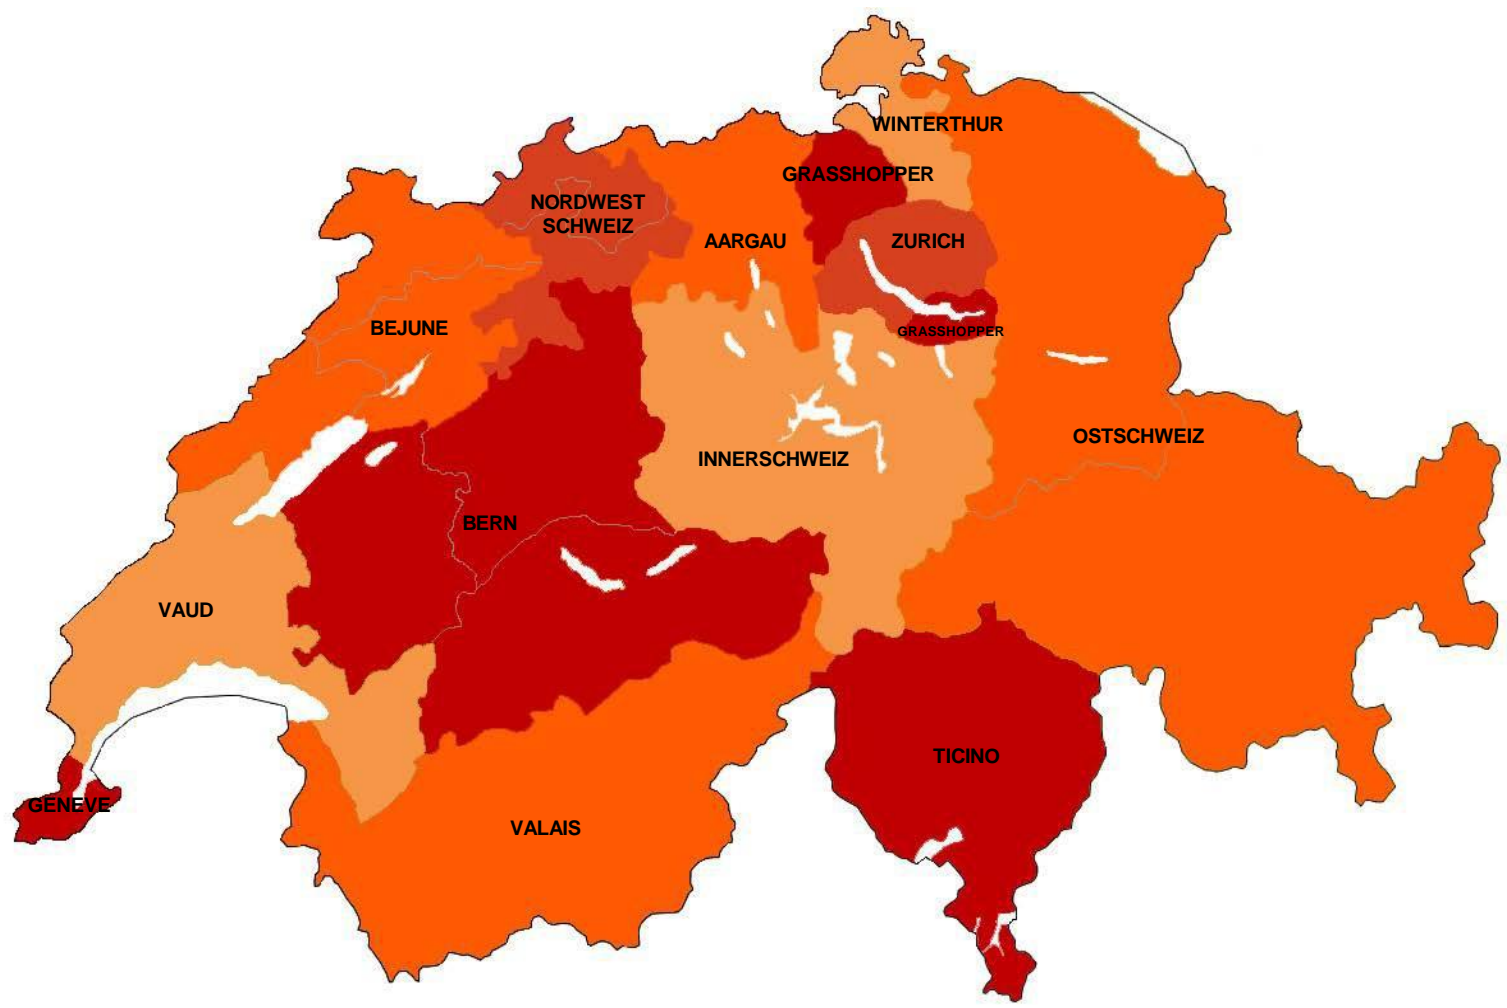 WINTERTHUR
GRASSHOPPER
NORDWEST
SCHWEIZ
AARGAU
ZURICH
BEJUNE
GRASSHOPPER
OSTSCHWEIZ
INNERSCHWEIZ
BERN
VAUD
TICINO
GENEVE
VALAIS